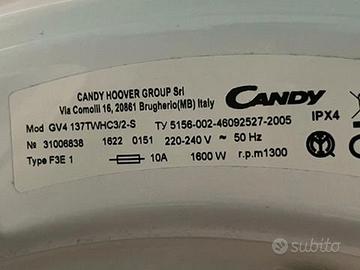 CANDY HOOVER GROUP Srl
Via Comolli 16, 20861 Brugherio(MB) Italy
CANDY
Mod GV4 137TWHC3/2-S ТУ 5156-002-46092527-2005 IPX4
№ 31006838 1622 0151 220-240 V ~ 50 Hz
Type F3E 1 10A 1600 W r.p.m1300
subito